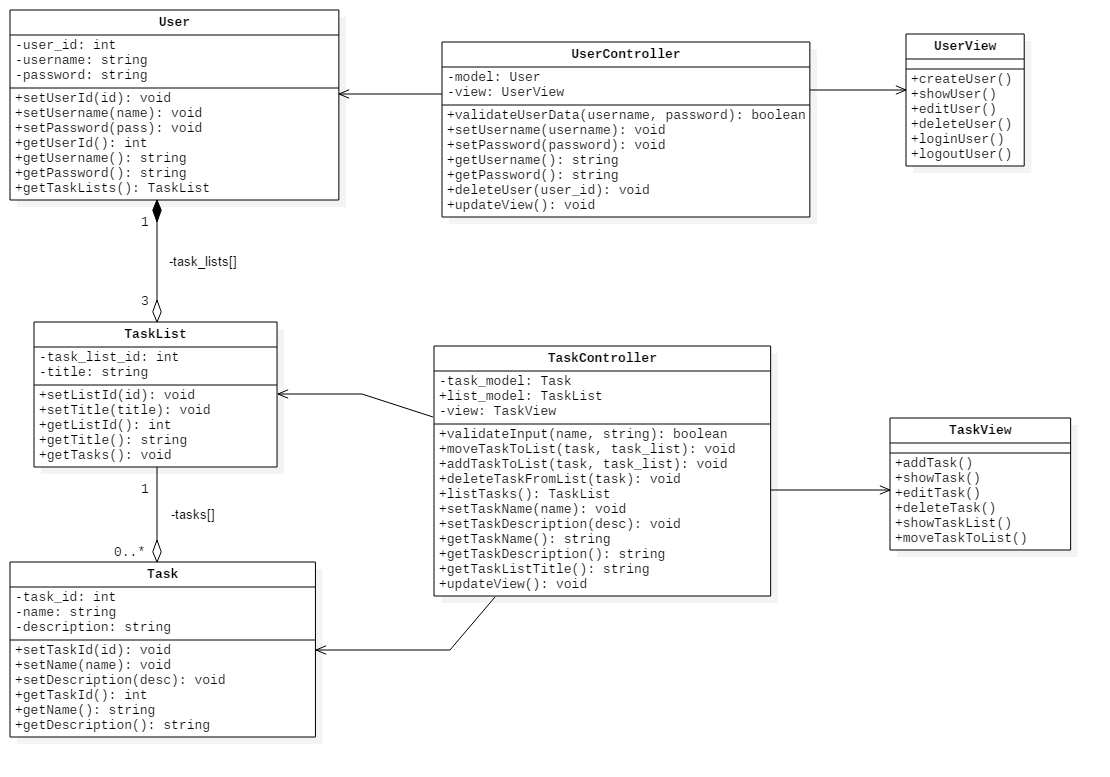 User
-user_id: int
-username: string
-password: string
+setUserId(id): void
+setUsername(name): void
+setPassword(pass): void
+getUserId(): int
+getUsername(): string
+getPassword(): string
+getTaskLists(): TaskList
UserController
-model: User
-view: UserView
+validateUserData(username, password): boolean
+setUsername(username): void
+setPassword(password): void
+getUsername(): string
+getPassword(): string
+deleteUser(user_id): void
+updateView(): void
UserView
+createUser()
+showUser()
+editUser()
+deleteUser()
+loginUser()
+logoutUser()
1
-task_lists[]
3
TaskList
-task_list_id: int
-title: string
+setListId(id): void
+setTitle(title): void
+getListId(): int
+getTitle(): string
+getTasks(): void
TaskController
-task_model: Task
+list_model: TaskList
-view: TaskView
+validateInput(name, string): boolean
+moveTaskToList(task, task_list): void
+addTaskToList(task, task_list): void
+deleteTaskFromList(task): void
+listTasks(): TaskList
+setTaskName(name): void
+setTaskDescription(desc): void
+getTaskName(): string
+getTaskDescription(): string
+getTaskListTitle(): string
+updateView(): void
TaskView
+addTask()
+showTask()
+editTask()
+deleteTask()
+showTaskList()
+moveTaskToList()
1
-tasks[]
0..*
Task
-task_id: int
-name: string
-description: string
+setTaskId(id): void
+setName(name): void
+setDescription(desc): void
+getTaskId(): int
+getName(): string
+getDescription(): string